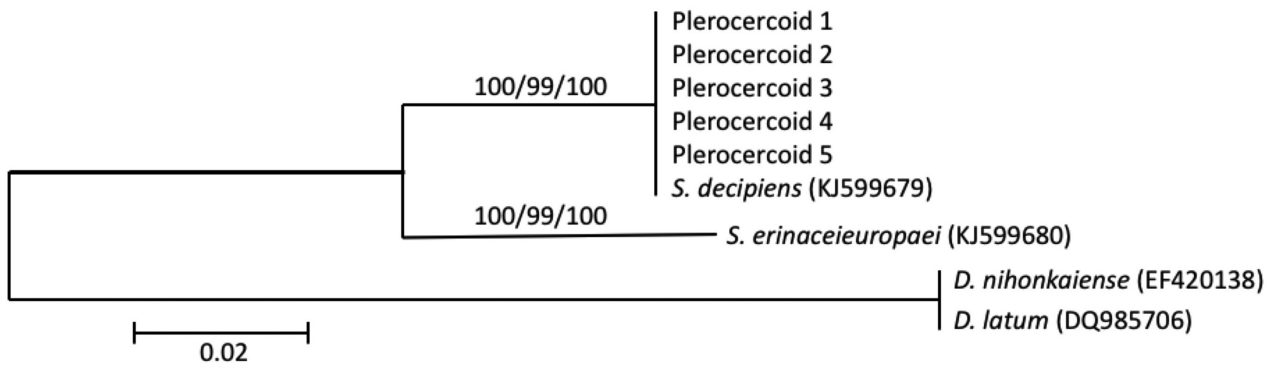 Plerocercoid 1
Plerocercoid 2
100/99/100
Plerocercoid 3
Plerocercoid 4
Plerocercoid 5
S. decipiens (KJ599679)
100/99/100
S. erinaceieuropaei (KJ599680)
D. nihonkaiense (EF420138)
D. latum (DQ985706)
0.02